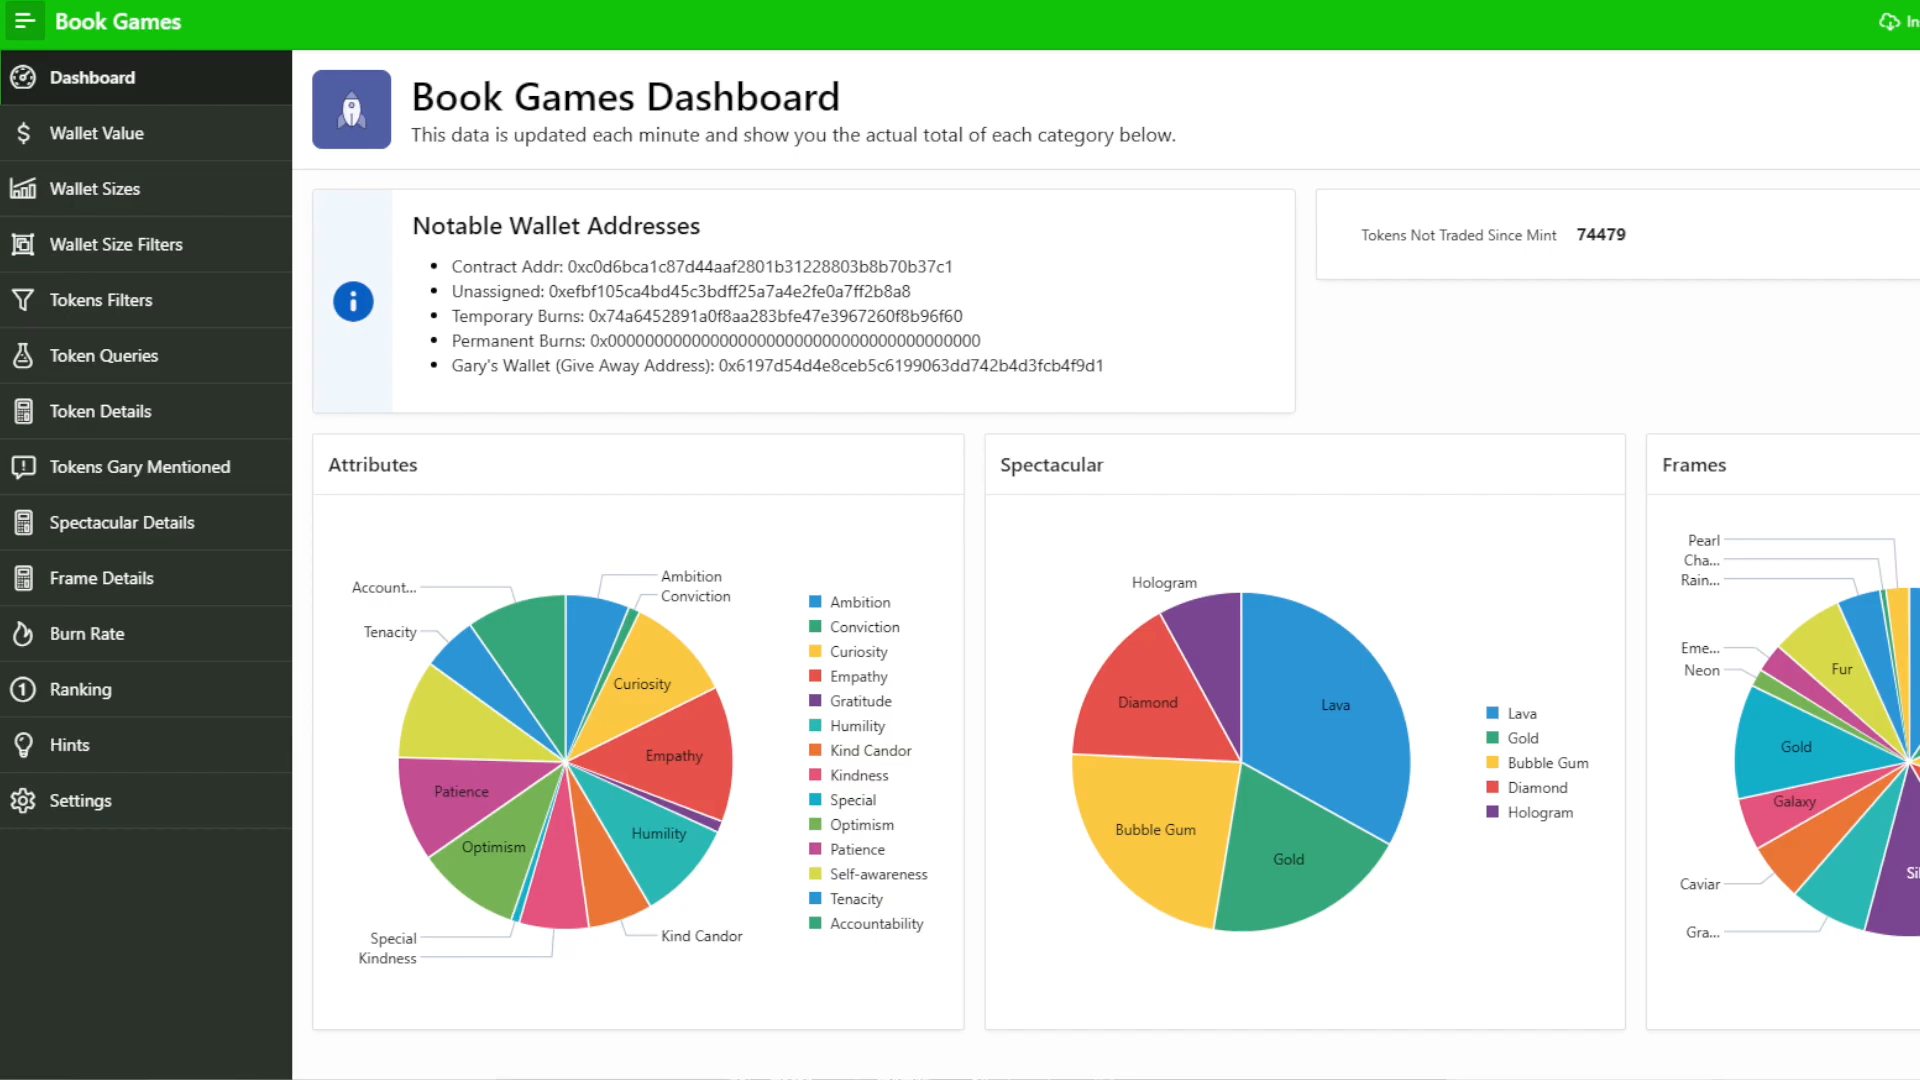 Book Games
Dashboard
Wallet Value
Wallet Sizes
Wallet Size Filters
Tokens Filters
Token Queries
Token Details
Tokens Gary Mentioned
Spectacular Details
Frame Details
Burn Rate
Ranking
Hints
Settings
Book Games Dashboard
This data is updated each minute and show you the actual total of each category below.
Notable Wallet Addresses
Contract Addr: 0xc0d6bca1c87d44aaf2801b31228803b8b70b37c1
Unassigned: 0xefbf105ca4bd45c3bdff25a7a4e2fe0a7ff2b8a8
Temporary Burns: 0x74a6452891a0f8aa283bfe47e3967260f8b96f60
Permanent Burns: 0x0000000000000000000000000000000000000000
Gary's Wallet (Give Away Address): 0x6197d54d4e8ceb5c6199063dd742b4d3fcb4f9d1
Tokens Not Traded Since Mint 74479
Attributes
Account...
Tenacity
Ambition
Conviction
Curiosity
Empathy
Patience
Humility
Optimism
Special
Kindness
Kind Candor
Ambition
Conviction
Curiosity
Empathy
Gratitude
Humility
Kind Candor
Kindness
Special
Optimism
Patience
Self-awareness
Tenacity
Accountability
Spectacular
Hologram
Lava
Diamond
Bubble Gum
Gold
Lava
Gold
Bubble Gum
Diamond
Hologram
Frames
Pearl
Cha...
Rain...
Eme...
Neon
Fur
Gold
Galaxy
Caviar
Gra...